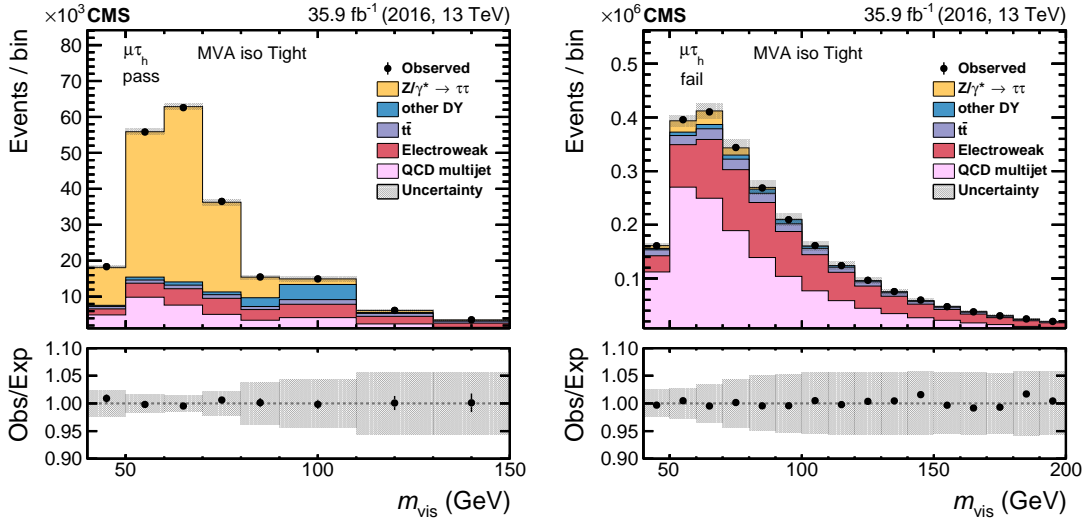 ×10³ CMS 35.9 fb⁻¹ (2016, 13 TeV)
Events / bin
80
70
60
50
40
30
20
10
μτₕ
pass
MVA iso Tight
Observed
Z/γ* → ττ
other DY
tt̄
Electroweak
QCD multijet
Uncertainty
Obs/Exp
1.10
1.05
1.00
0.95
0.90
50 100 150
m_vis (GeV)
×10⁶ CMS 35.9 fb⁻¹ (2016, 13 TeV)
Events / bin
0.5
0.4
0.3
0.2
0.1
μτₕ
fail
MVA iso Tight
Observed
Z/γ* → ττ
other DY
tt̄
Electroweak
QCD multijet
Uncertainty
Obs/Exp
1.10
1.05
1.00
0.95
0.90
50 100 150 200
m_vis (GeV)